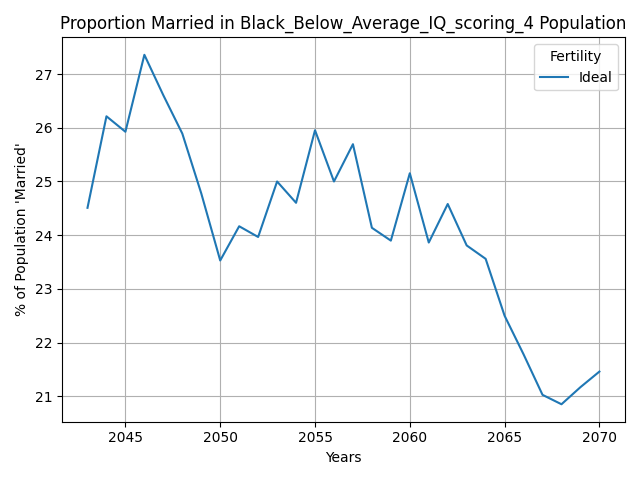 Proportion Married in Black_Below_Average_IQ_scoring_4 Population
Fertility
Ideal
% of Population 'Married'
27
26
25
24
23
22
21
2045 2050 2055 2060 2065 2070
Years